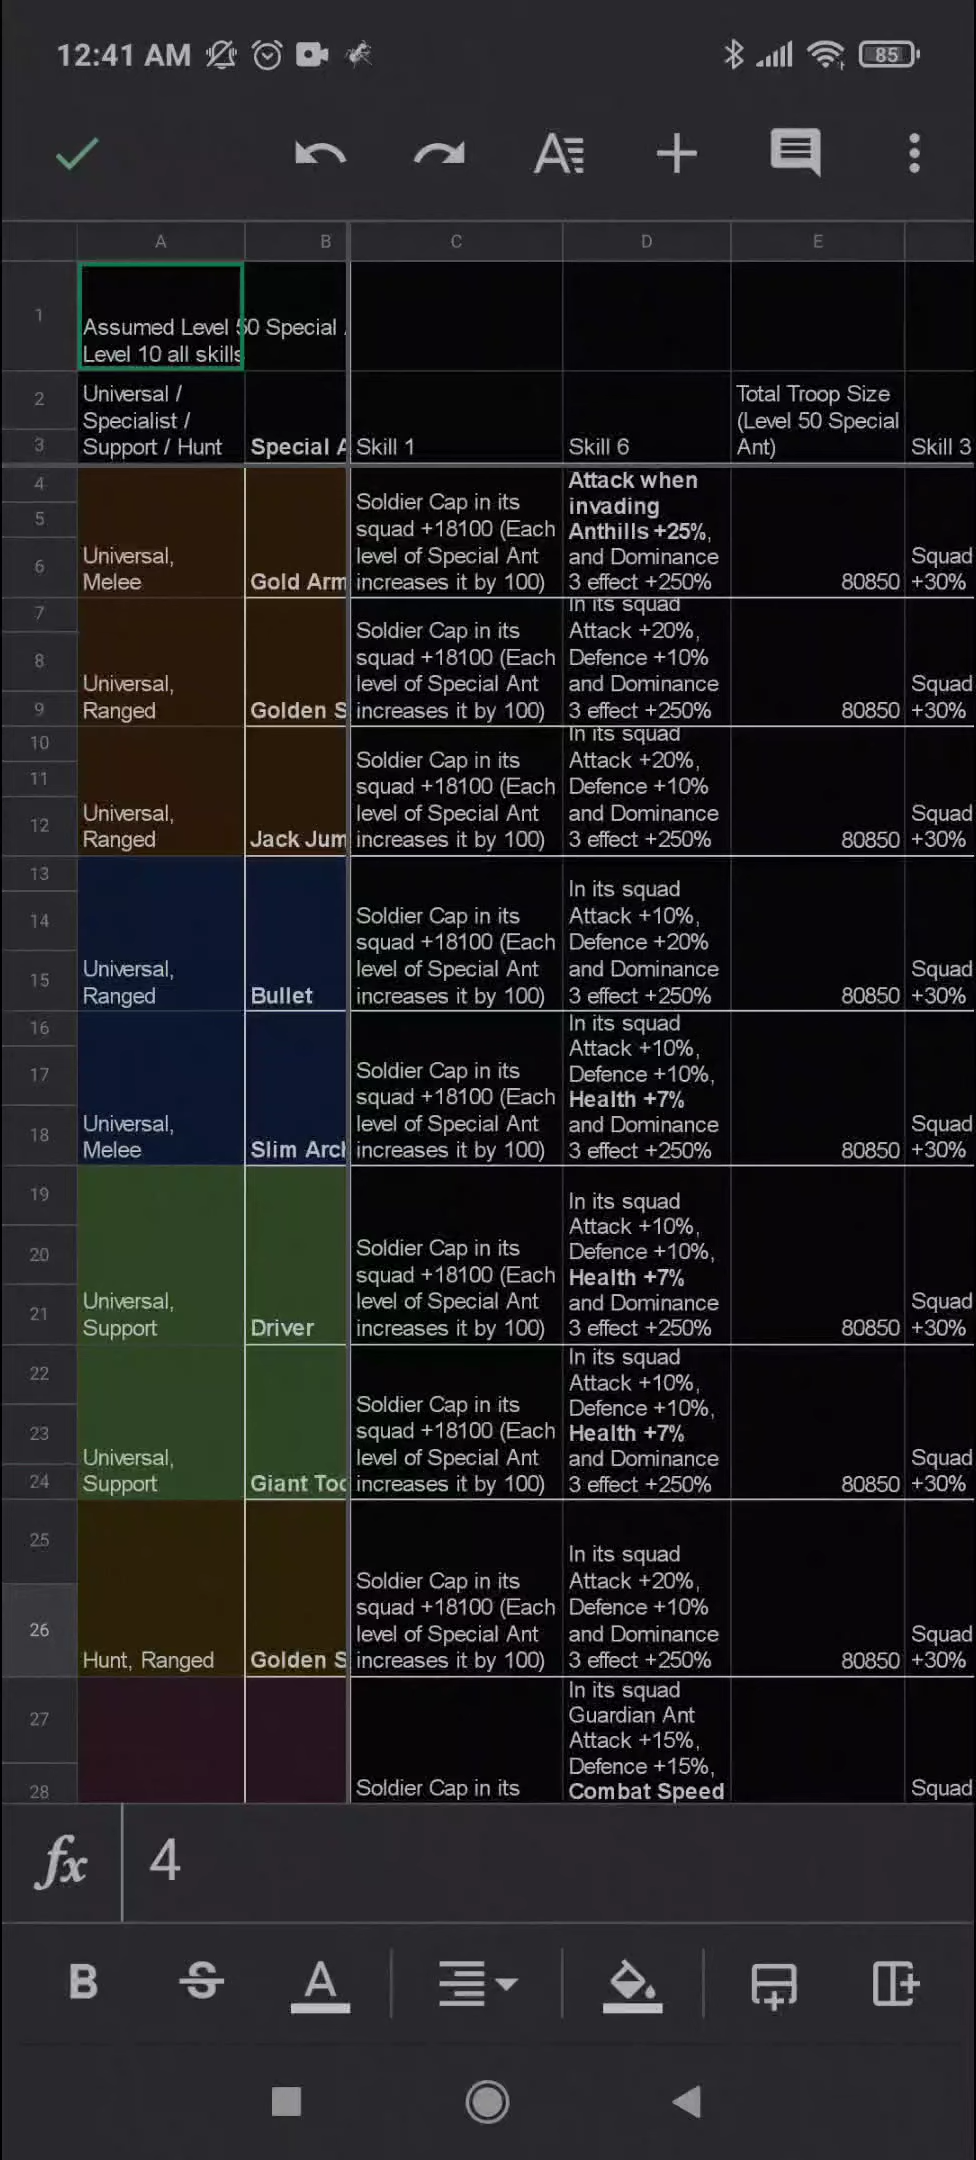 12:41 AM
85
A B C D E
1
Assumed Level 50 Special
Level 10 all skills
2
3
Universal /
Specialist /
Support / Hunt
Special A
Skill 1
Skill 6
Total Troop Size
(Level 50 Special
Ant)
Skill 3
4
5
6
Universal,
Melee
Gold Arm
Soldier Cap in its
squad +18100 (Each
level of Special Ant
increases it by 100)
Attack when
invading
Anthills +25%,
and Dominance
3 effect +250%
80850
Squad
+30%
7
8
9
Universal,
Ranged
Golden S
Soldier Cap in its
squad +18100 (Each
level of Special Ant
increases it by 100)
In its squad
Attack +20%,
Defence +10%
and Dominance
3 effect +250%
80850
Squad
+30%
10
11
12
Universal,
Ranged
Jack Jum
Soldier Cap in its
squad +18100 (Each
level of Special Ant
increases it by 100)
In its squad
Attack +20%,
Defence +10%
and Dominance
3 effect +250%
80850
Squad
+30%
13
14
15
Universal,
Ranged
Bullet
Soldier Cap in its
squad +18100 (Each
level of Special Ant
increases it by 100)
In its squad
Attack +10%,
Defence +20%
and Dominance
3 effect +250%
80850
Squad
+30%
16
17
18
Universal,
Melee
Slim Arch
Soldier Cap in its
squad +18100 (Each
level of Special Ant
increases it by 100)
In its squad
Attack +10%,
Defence +10%,
Health +7%
and Dominance
3 effect +250%
80850
Squad
+30%
19
20
21
Universal,
Support
Driver
Soldier Cap in its
squad +18100 (Each
level of Special Ant
increases it by 100)
In its squad
Attack +10%,
Defence +10%,
Health +7%
and Dominance
3 effect +250%
80850
Squad
+30%
22
23
24
Universal,
Support
Giant Too
Soldier Cap in its
squad +18100 (Each
level of Special Ant
increases it by 100)
In its squad
Attack +10%,
Defence +10%,
Health +7%
and Dominance
3 effect +250%
80850
Squad
+30%
25
26
Hunt, Ranged
Golden S
Soldier Cap in its
squad +18100 (Each
level of Special Ant
increases it by 100)
In its squad
Attack +20%,
Defence +10%
and Dominance
3 effect +250%
80850
Squad
+30%
27
28
Soldier Cap in its
In its squad
Guardian Ant
Attack +15%,
Defence +15%,
Combat Speed
Squad
fx 4
B S A